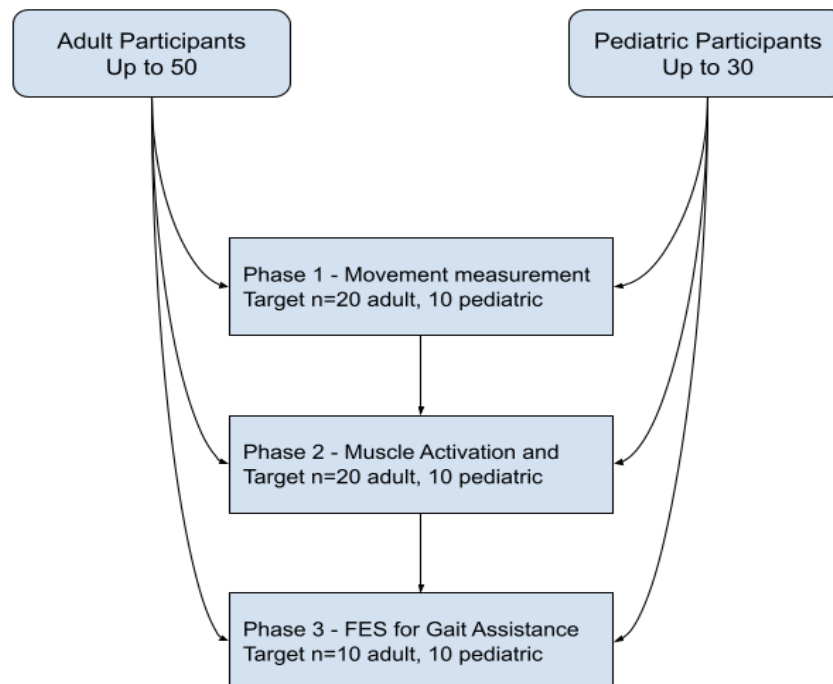 Adult Participants
Up to 50
Pediatric Participants
Up to 30
Phase 1 - Movement measurement
Target n=20 adult, 10 pediatric
Phase 2 - Muscle Activation and
Target n=20 adult, 10 pediatric
Phase 3 - FES for Gait Assistance
Target n=10 adult, 10 pediatric